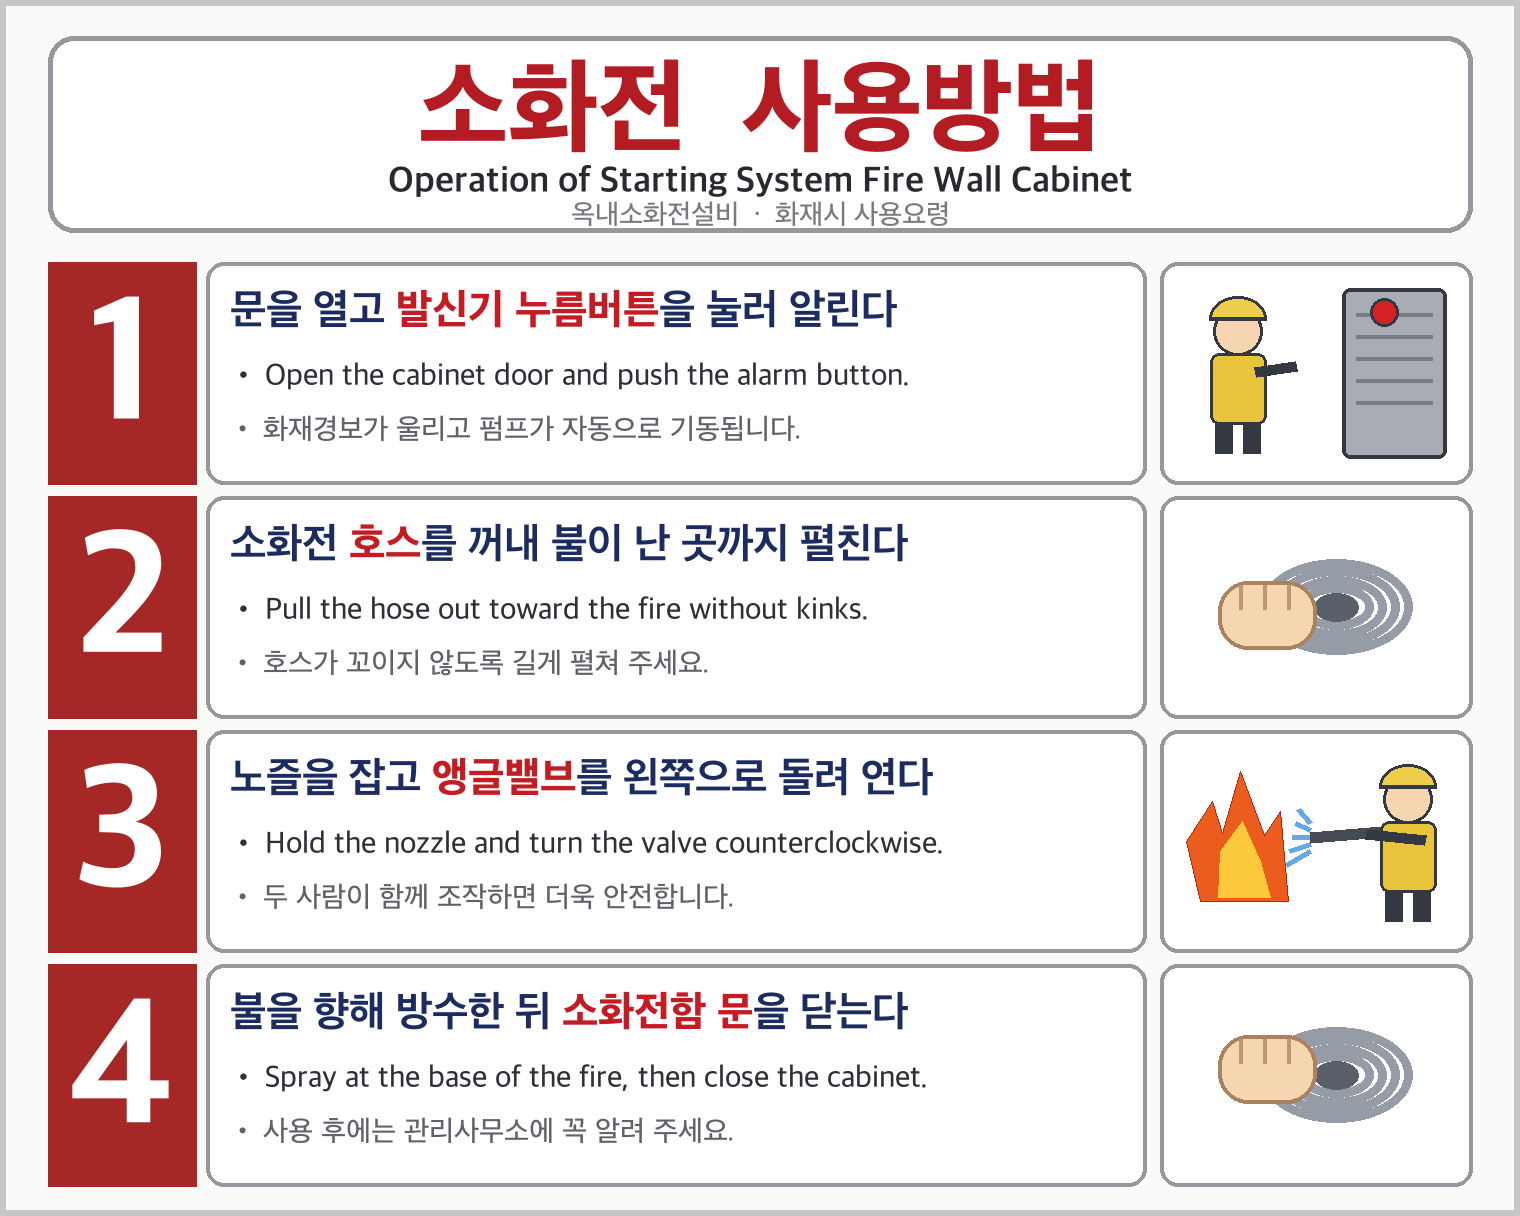 소화전 사용방법
Operation of Starting System Fire Wall Cabinet
옥내소화전설비 · 화재시 사용요령
1
문을 열고 발신기 누름버튼을 눌러 알린다
• Open the cabinet door and push the alarm button.
• 화재경보가 울리고 펌프가 자동으로 기동됩니다.
2
소화전 호스를 꺼내 불이 난 곳까지 펼친다
• Pull the hose out toward the fire without kinks.
• 호스가 꼬이지 않도록 길게 펼쳐 주세요.
3
노즐을 잡고 앵글밸브를 왼쪽으로 돌려 연다
• Hold the nozzle and turn the valve counterclockwise.
• 두 사람이 함께 조작하면 더욱 안전합니다.
4
불을 향해 방수한 뒤 소화전함 문을 닫는다
• Spray at the base of the fire, then close the cabinet.
• 사용 후에는 관리사무소에 꼭 알려 주세요.